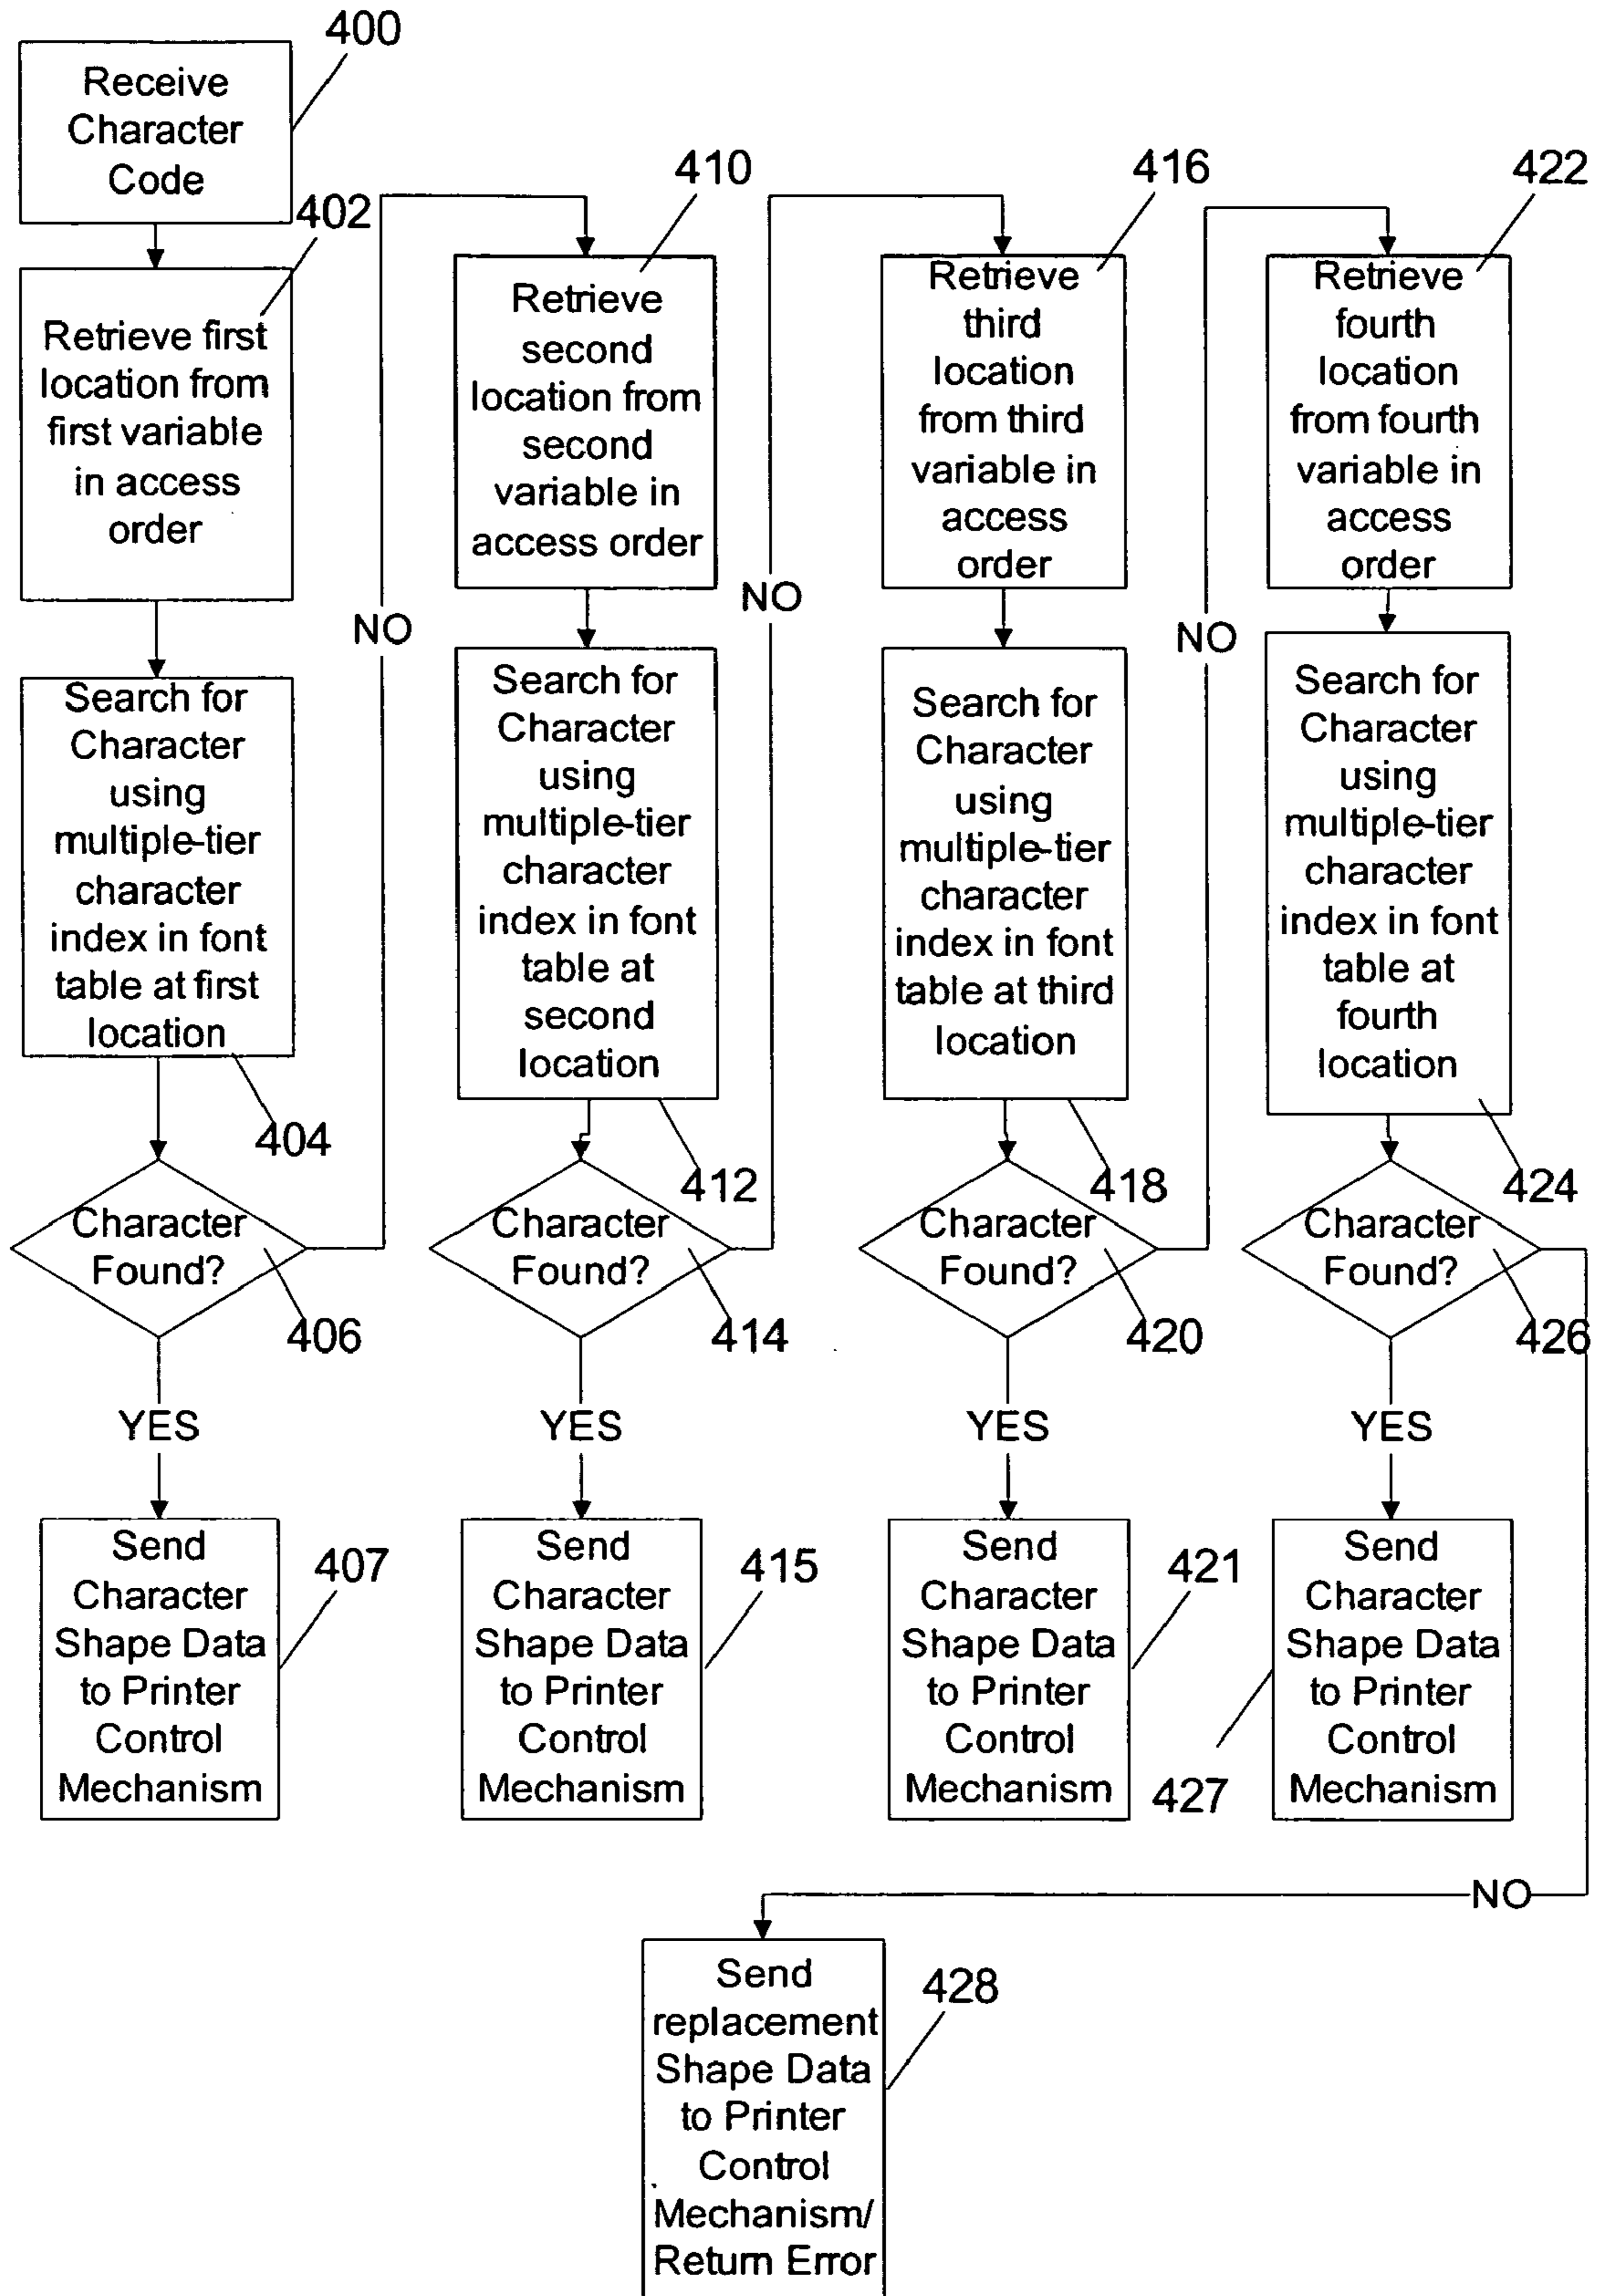 400
Receive
Character
Code
402
Retrieve first
location from
first variable
in access
order
Search for
Character
using
multiple-tier
character
index in font
table at first
location
404
Character
Found?
406
NO
YES
Send
Character
Shape Data
to Printer
Control
Mechanism
407
410
Retrieve
second
location from
second
variable in
access order
Search for
Character
using
multiple-tier
character
index in font
table at
second
location
412
Character
Found?
414
NO
YES
Send
Character
Shape Data
to Printer
Control
Mechanism
415
416
Retrieve
third
location
from third
variable in
access
order
Search for
Character
using
multiple-tier
character
index in font
table at third
location
418
Character
Found?
420
NO
YES
Send
Character
Shape Data
to Printer
Control
Mechanism
421
422
Retrieve
fourth
location
from fourth
variable in
access
order
Search for
Character
using
multiple-tier
character
index in font
table at
fourth
location
424
Character
Found?
426
YES
Send
Character
Shape Data
to Printer
Control
Mechanism
427
NO
Send
replacement
Shape Data
to Printer
Control
Mechanism/
Return Error
428